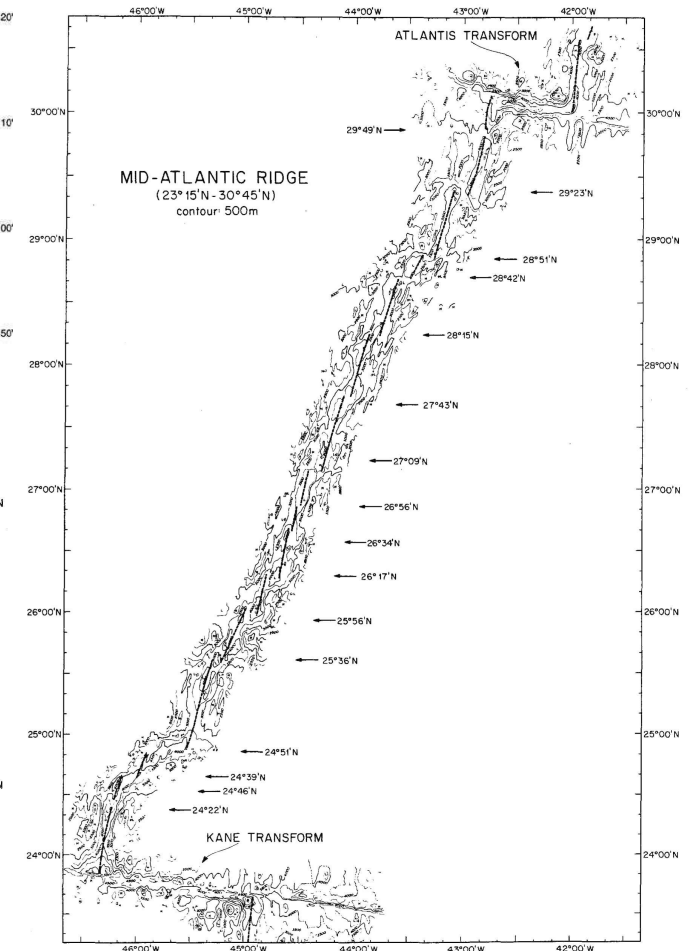 46°00'W 45°00'W 44°00'W 43°00'W 42°00'W
20'
10'
00'
50'
N
N
ATLANTIS TRANSFORM
30°00'N
30°00'N
29°49'N
MID-ATLANTIC RIDGE
(23°15'N-30°45'N)
contour: 500m
29°23'N
29°00'N
29°00'N
28°51'N
28°42'N
28°15'N
28°00'N
28°00'N
27°43'N
27°09'N
27°00'N
27°00'N
26°56'N
26°34'N
26°17'N
26°00'N
26°00'N
25°56'N
25°36'N
25°00'N
25°00'N
24°51'N
24°39'N
24°46'N
24°22'N
KANE TRANSFORM
24°00'N
24°00'N
46°00'W 45°00'W 44°00'W 43°00'W 42°00'W